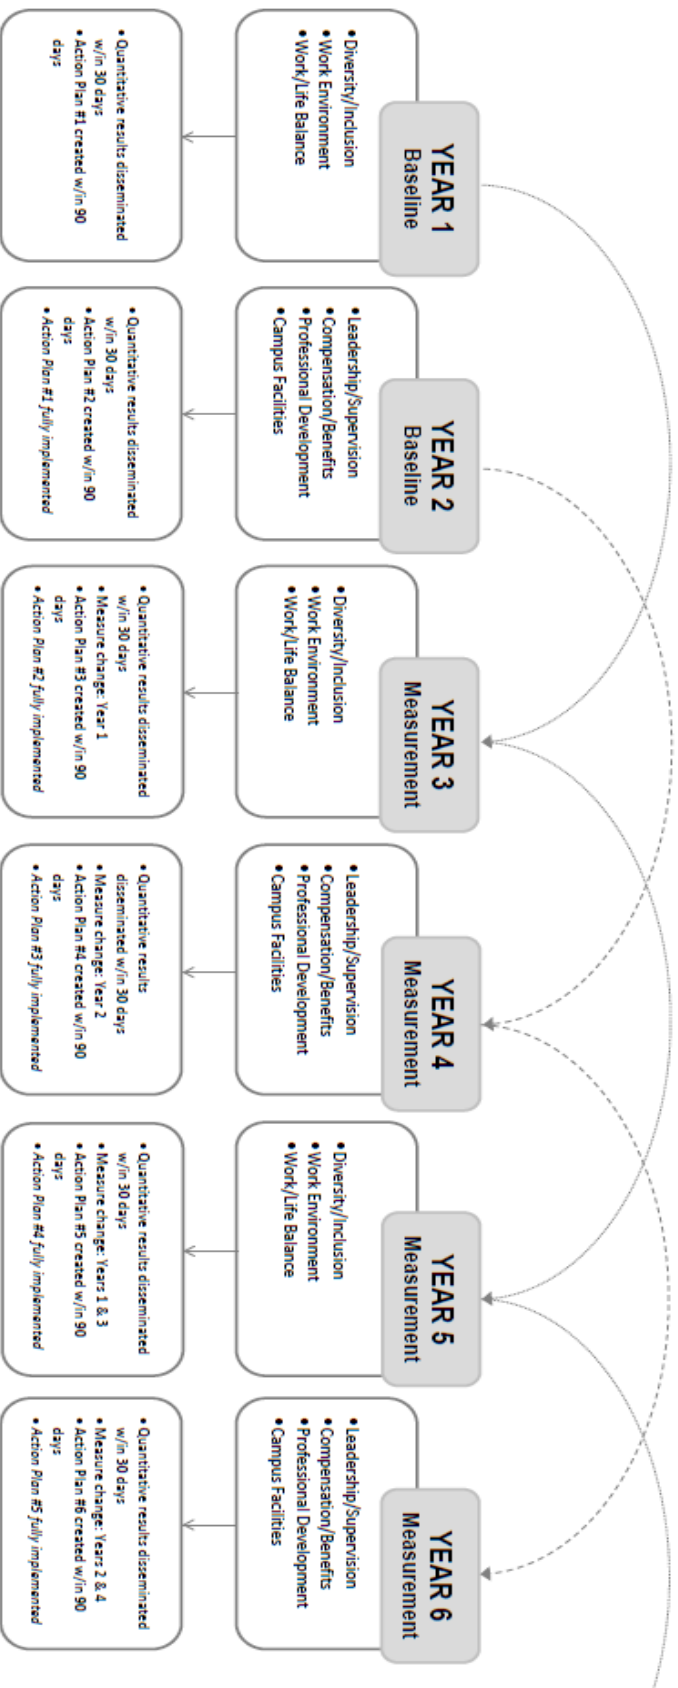 YEAR 1
Baseline
• Diversity/Inclusion
• Work Environment
• Work/Life Balance
• Quantitative results disseminated
w/in 30 days
• Action Plan #1 created w/in 90
days
YEAR 2
Baseline
• Leadership/Supervision
• Compensation/Benefits
• Professional Development
• Campus Facilities
• Quantitative results disseminated
w/in 30 days
• Action Plan #2 created w/in 90
days
• Action Plan #1 fully implemented
YEAR 3
Measurement
• Diversity/Inclusion
• Work Environment
• Work/Life Balance
• Quantitative results disseminated
w/in 30 days
• Measure change: Year 1
• Action Plan #3 created w/in 90
days
• Action Plan #2 fully implemented
YEAR 4
Measurement
• Leadership/Supervision
• Compensation/Benefits
• Professional Development
• Campus Facilities
• Quantitative results
disseminated w/in 30 days
• Measure change: Year 2
• Action Plan #4 created w/in 90
days
• Action Plan #3 fully implemented
YEAR 5
Measurement
• Diversity/Inclusion
• Work Environment
• Work/Life Balance
• Quantitative results disseminated
w/in 30 days
• Measure change: Years 1 & 3
• Action Plan #5 created w/in 90
days
• Action Plan #4 fully implemented
YEAR 6
Measurement
• Leadership/Supervision
• Compensation/Benefits
• Professional Development
• Campus Facilities
• Quantitative results disseminated
w/in 30 days
• Measure change: Years 2 & 4
• Action Plan #6 created w/in 90
days
• Action Plan #5 fully implemented